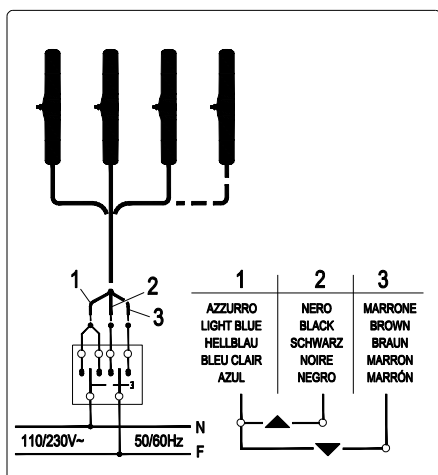 1
2
3
1 2 3
AZZURRO NERO MARRONE
LIGHT BLUE BLACK BROWN
HELLBLAU SCHWARZ BRAUN
BLEU CLAIR NOIRE MARRON
AZUL NEGRO MARRÓN
3
N
110/230V~ 50/60Hz
F